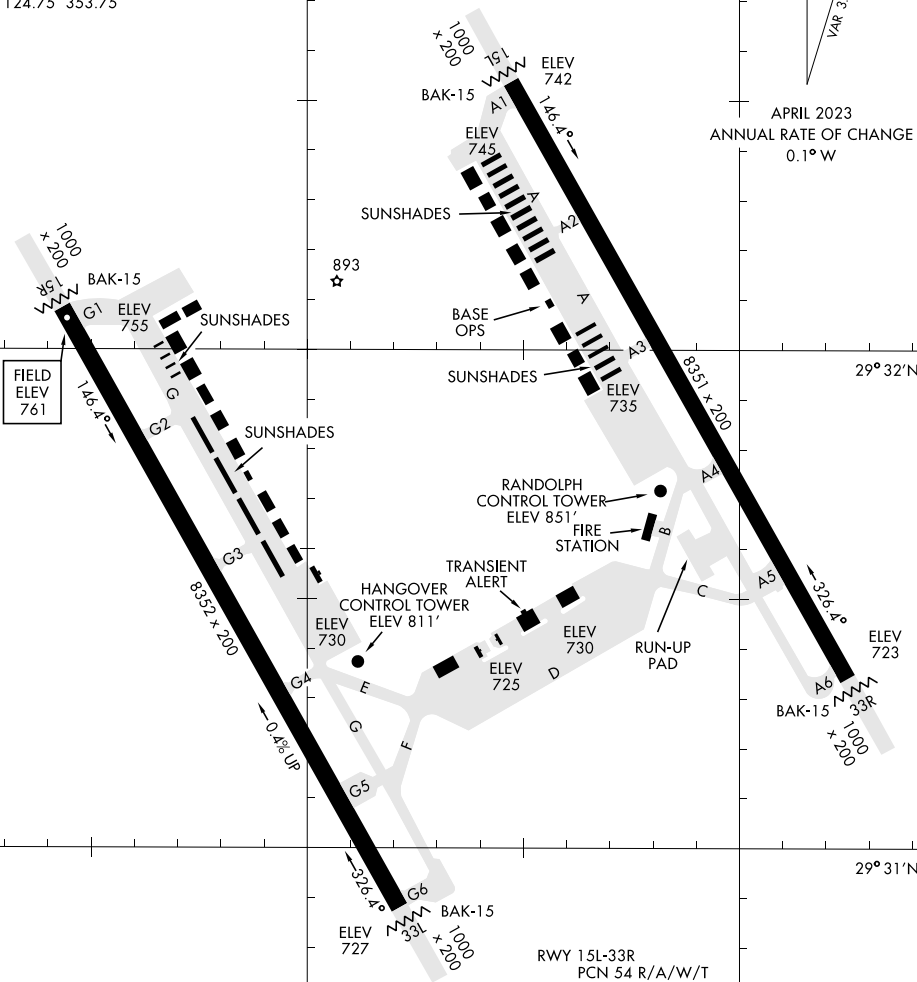 124.75 353.75
1000
x 200
15L
ELEV
742
BAK-15
A1
146.4°
VAR 3.
APRIL 2023
ANNUAL RATE OF CHANGE
0.1° W
ELEV
745
A
SUNSHADES
A2
1000
x 200
15R
BAK-15
893
G1
ELEV
755
SUNSHADES
A
BASE
OPS
A3
FIELD
ELEV
761
146.4°
G
SUNSHADES
ELEV
735
8351 x 200
29° 32'N
G2
SUNSHADES
A4
RANDOLPH
CONTROL TOWER
ELEV 851'
FIRE
STATION
B
G3
TRANSIENT
ALERT
A5
C
8352 x 200
HANGOVER
CONTROL TOWER
ELEV 811'
326.4°
ELEV
730
ELEV
730
RUN-UP
PAD
ELEV
723
ELEV
725
D
G4
E
A6
33R
BAK-15
1000
x 200
G
F
0.4% UP
G5
326.4°
29° 31'N
G6
BAK-15
33L
1000
x 200
ELEV
727
RWY 15L-33R
PCN 54 R/A/W/T